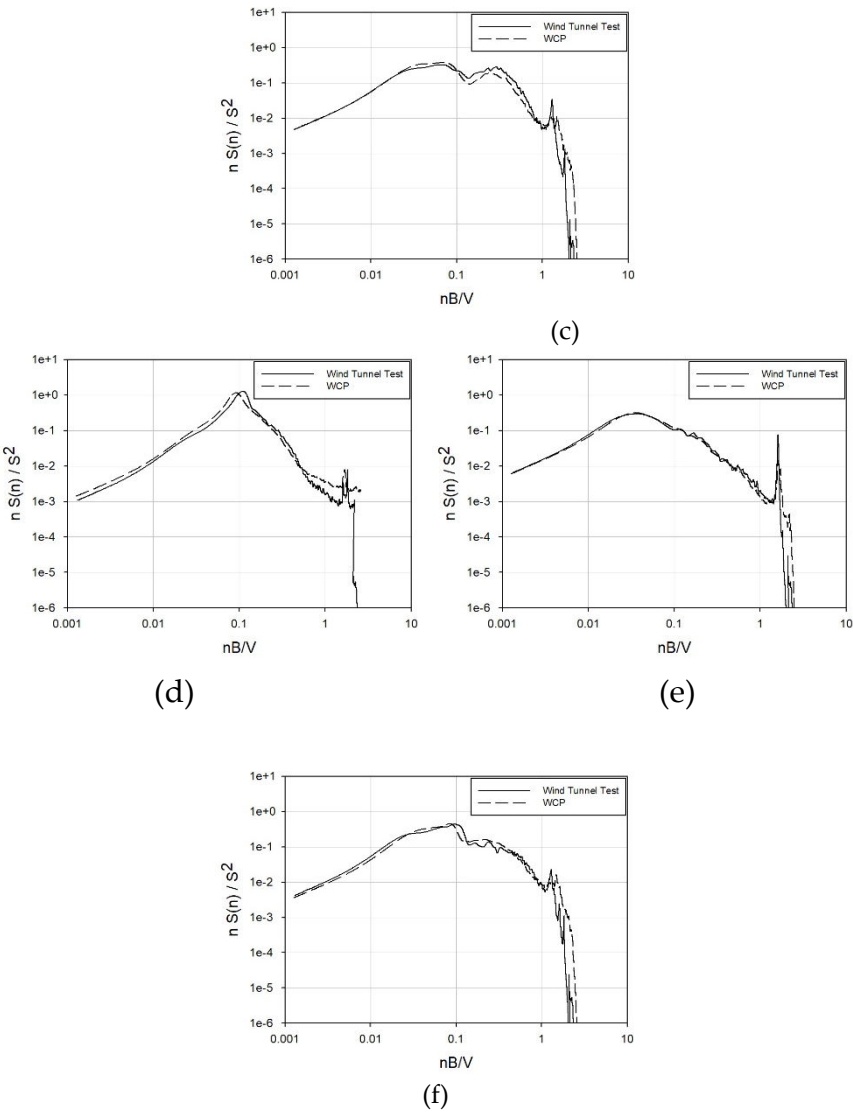 Wind Tunnel Test
WCP
1e+1
1e+0
1e-1
1e-2
1e-3
1e-4
1e-5
1e-6
n S(n) / S²
0.001 0.01 0.1 1 10
nB/V
(c)
Wind Tunnel Test
WCP
1e+1
1e+0
1e-1
1e-2
1e-3
1e-4
1e-5
1e-6
n S(n) / S²
0.001 0.01 0.1 1 10
nB/V
(d)
Wind Tunnel Test
WCP
1e+1
1e+0
1e-1
1e-2
1e-3
1e-4
1e-5
1e-6
n S(n) / S²
0.001 0.01 0.1 1 10
nB/V
(e)
Wind Tunnel Test
WCP
1e+1
1e+0
1e-1
1e-2
1e-3
1e-4
1e-5
1e-6
n S(n) / S²
0.001 0.01 0.1 1 10
nB/V
(f)